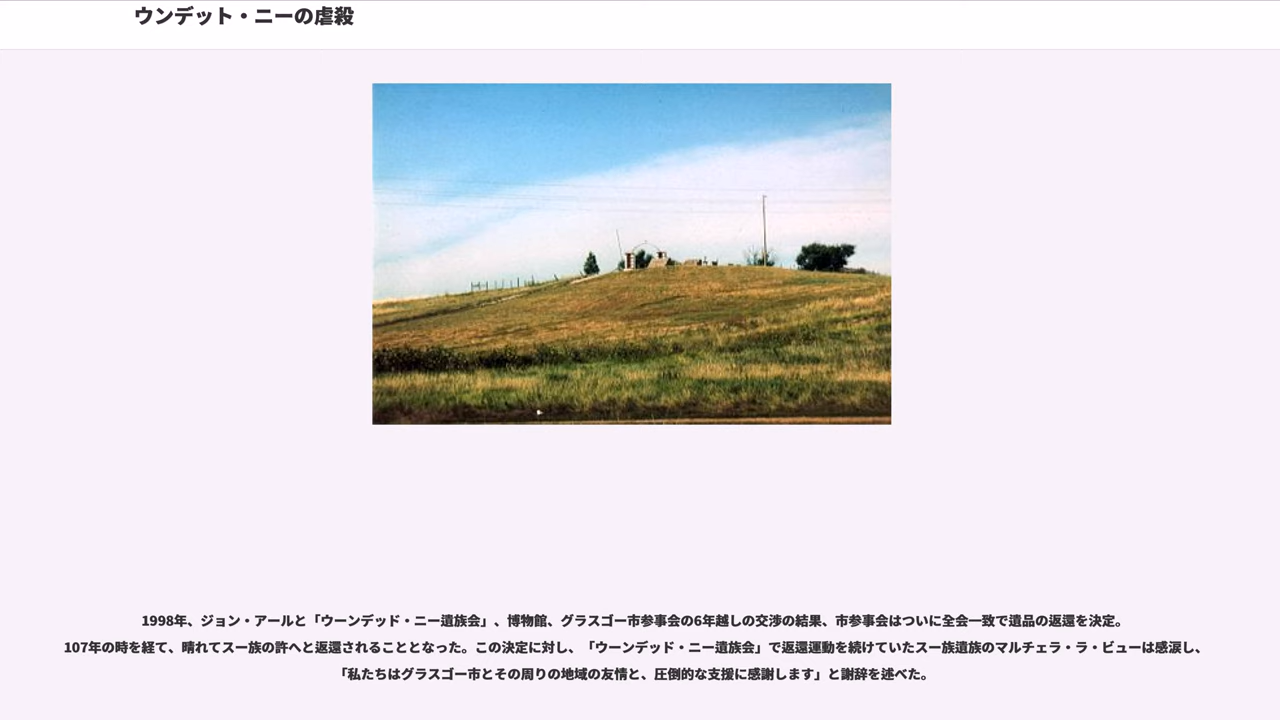 ウンデット・ニーの虐殺
1998年、ジョン・アールと「ウーンデッド・ニー遺族会」、博物館、グラスゴー市参事会の6年越しの交渉の結果、市参事会はついに全会一致で遺品の返還を決定。
107年の時を経て、晴れてスー族の許へと返還されることとなった。この決定に対し、「ウーンデッド・ニー遺族会」で返還運動を続けていたスー族遺族のマルチェラ・ラ・ビューは感涙し、
「私たちはグラスゴー市とその周りの地域の友情と、圧倒的な支援に感謝します」と謝辞を述べた。